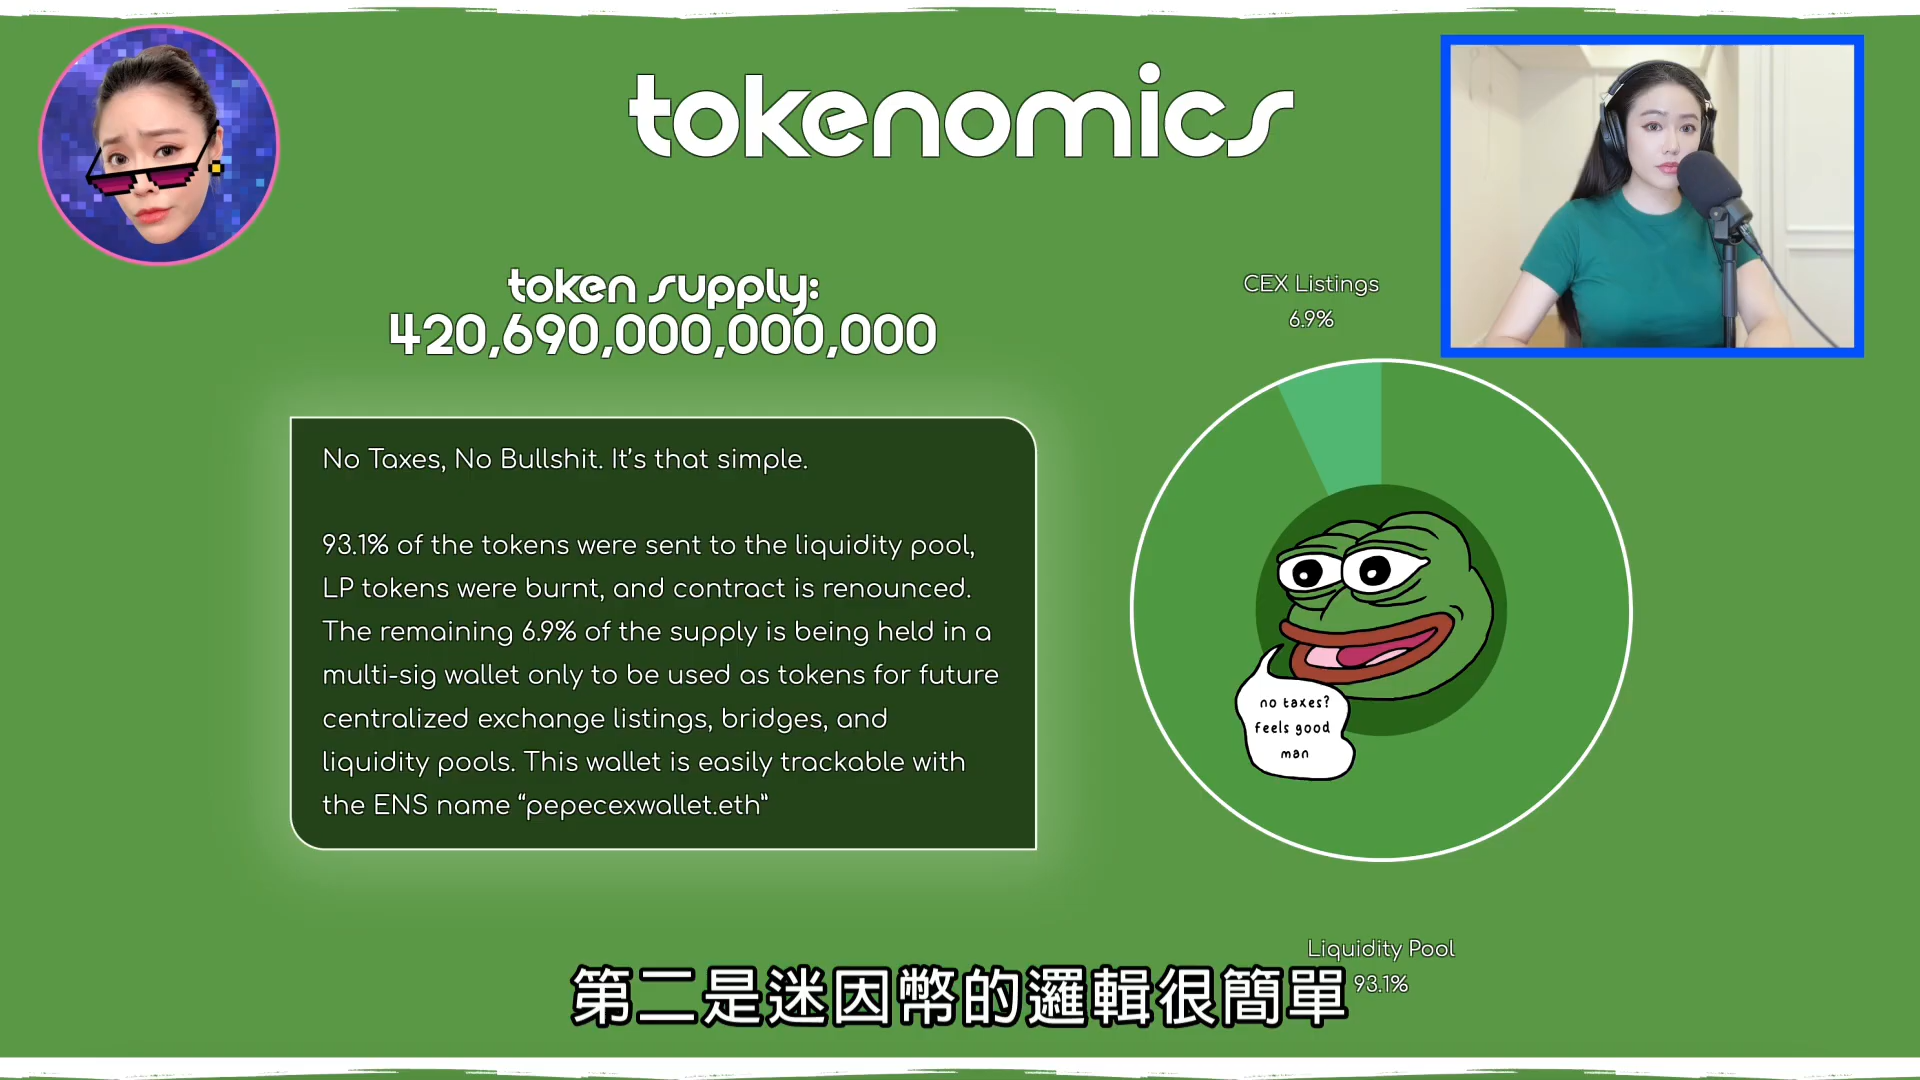 tokenomics
token supply:
420,690,000,000,000
No Taxes, No Bullshit. It's that simple.
93.1% of the tokens were sent to the liquidity pool,
LP tokens were burnt, and contract is renounced.
The remaining 6.9% of the supply is being held in a
multi-sig wallet only to be used as tokens for future
centralized exchange listings, bridges, and
liquidity pools. This wallet is easily trackable with
the ENS name “pepecexwallet.eth”
CEX Listings
6.9%
no taxes?
feels good
man
Liquidity Pool
93.1%
第二是迷因幣的邏輯很簡單